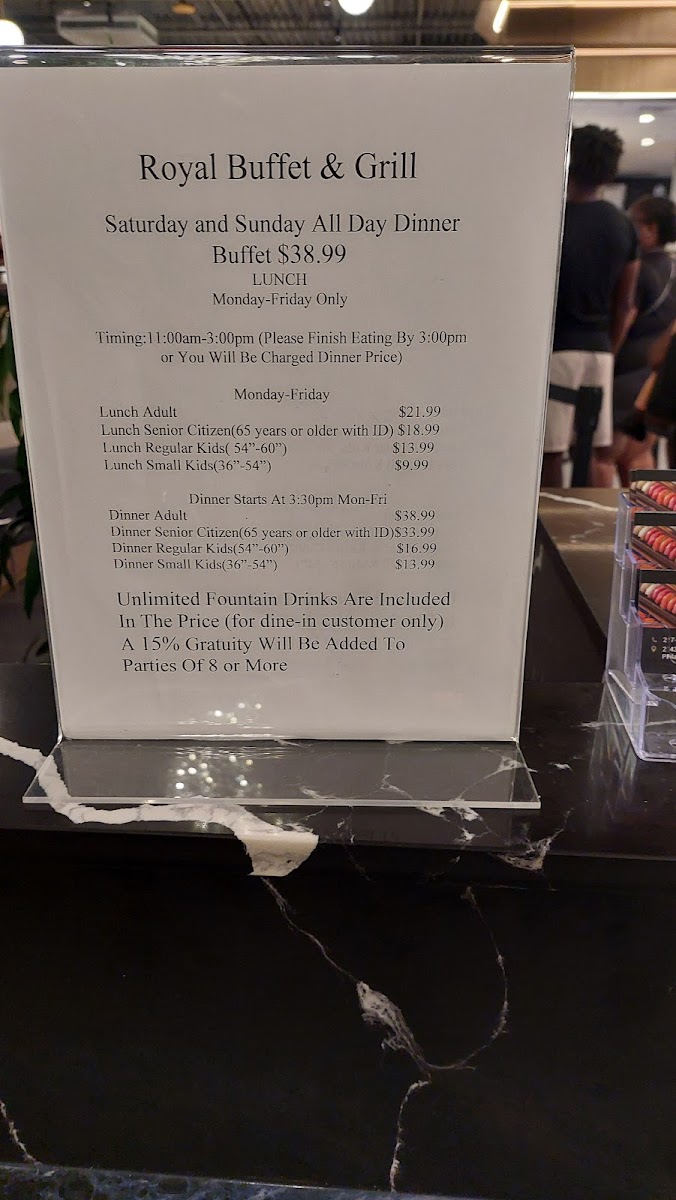 Royal Buffet & Grill
Saturday and Sunday All Day Dinner
Buffet $38.99
LUNCH
Monday-Friday Only
Timing:11:00am-3:00pm (Please Finish Eating By 3:00pm
or You Will Be Charged Dinner Price)
Monday-Friday
Lunch Adult $21.99
Lunch Senior Citizen(65 years or older with ID) $18.99
Lunch Regular Kids( 54”-60”) $13.99
Lunch Small Kids(36”-54”) $9.99
Dinner Starts At 3:30pm Mon-Fri
Dinner Adult $38.99
Dinner Senior Citizen(65 years or older with ID)$33.99
Dinner Regular Kids(54”-60”) $16.99
Dinner Small Kids(36”-54”) $13.99
Unlimited Fountain Drinks Are Included
In The Price (for dine-in customer only)
A 15% Gratuity Will Be Added To
Parties Of 8 or More